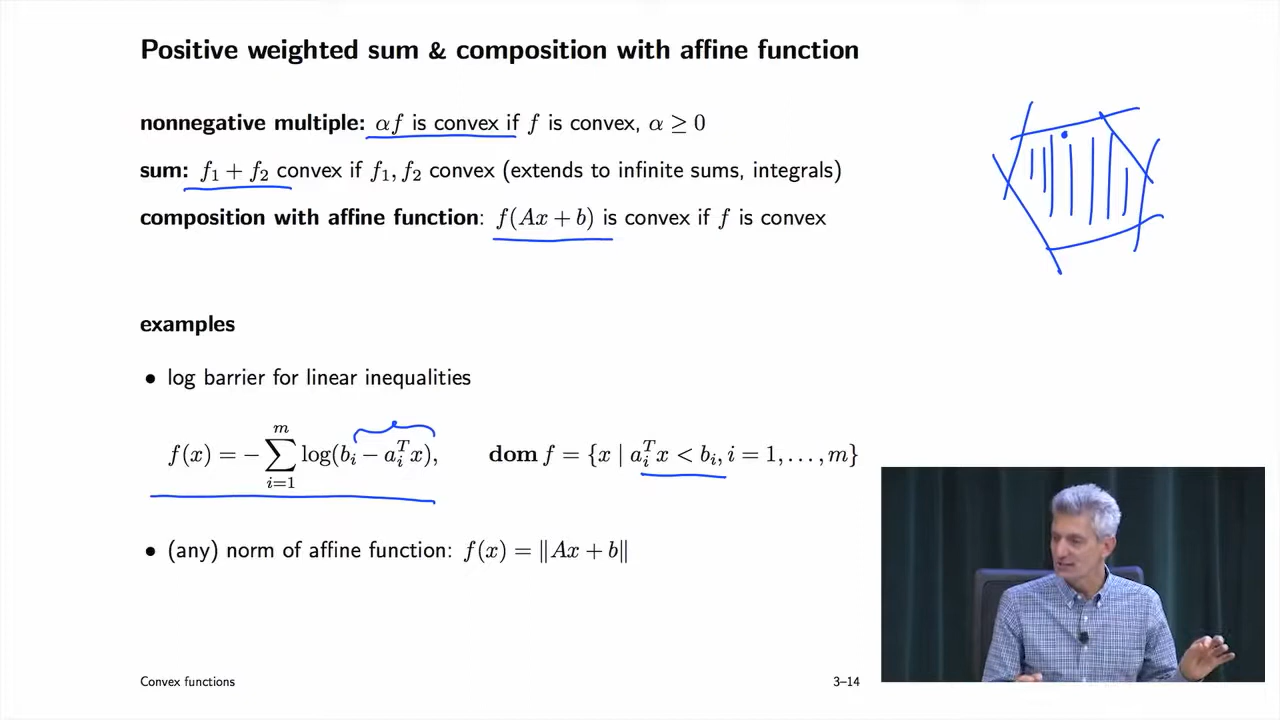 Positive weighted sum & composition with affine function
nonnegative multiple: αf is convex if f is convex, α ≥ 0
sum: f₁ + f₂ convex if f₁, f₂ convex (extends to infinite sums, integrals)
composition with affine function: f(Ax + b) is convex if f is convex
examples
• log barrier for linear inequalities
f(x) = −∑ᵢ₌₁ᵐ log(bᵢ − aᵢᵀx), dom f = {x | aᵢᵀx < bᵢ, i = 1, . . . , m}
• (any) norm of affine function: f(x) = ‖Ax + b‖
Convex functions 3–14